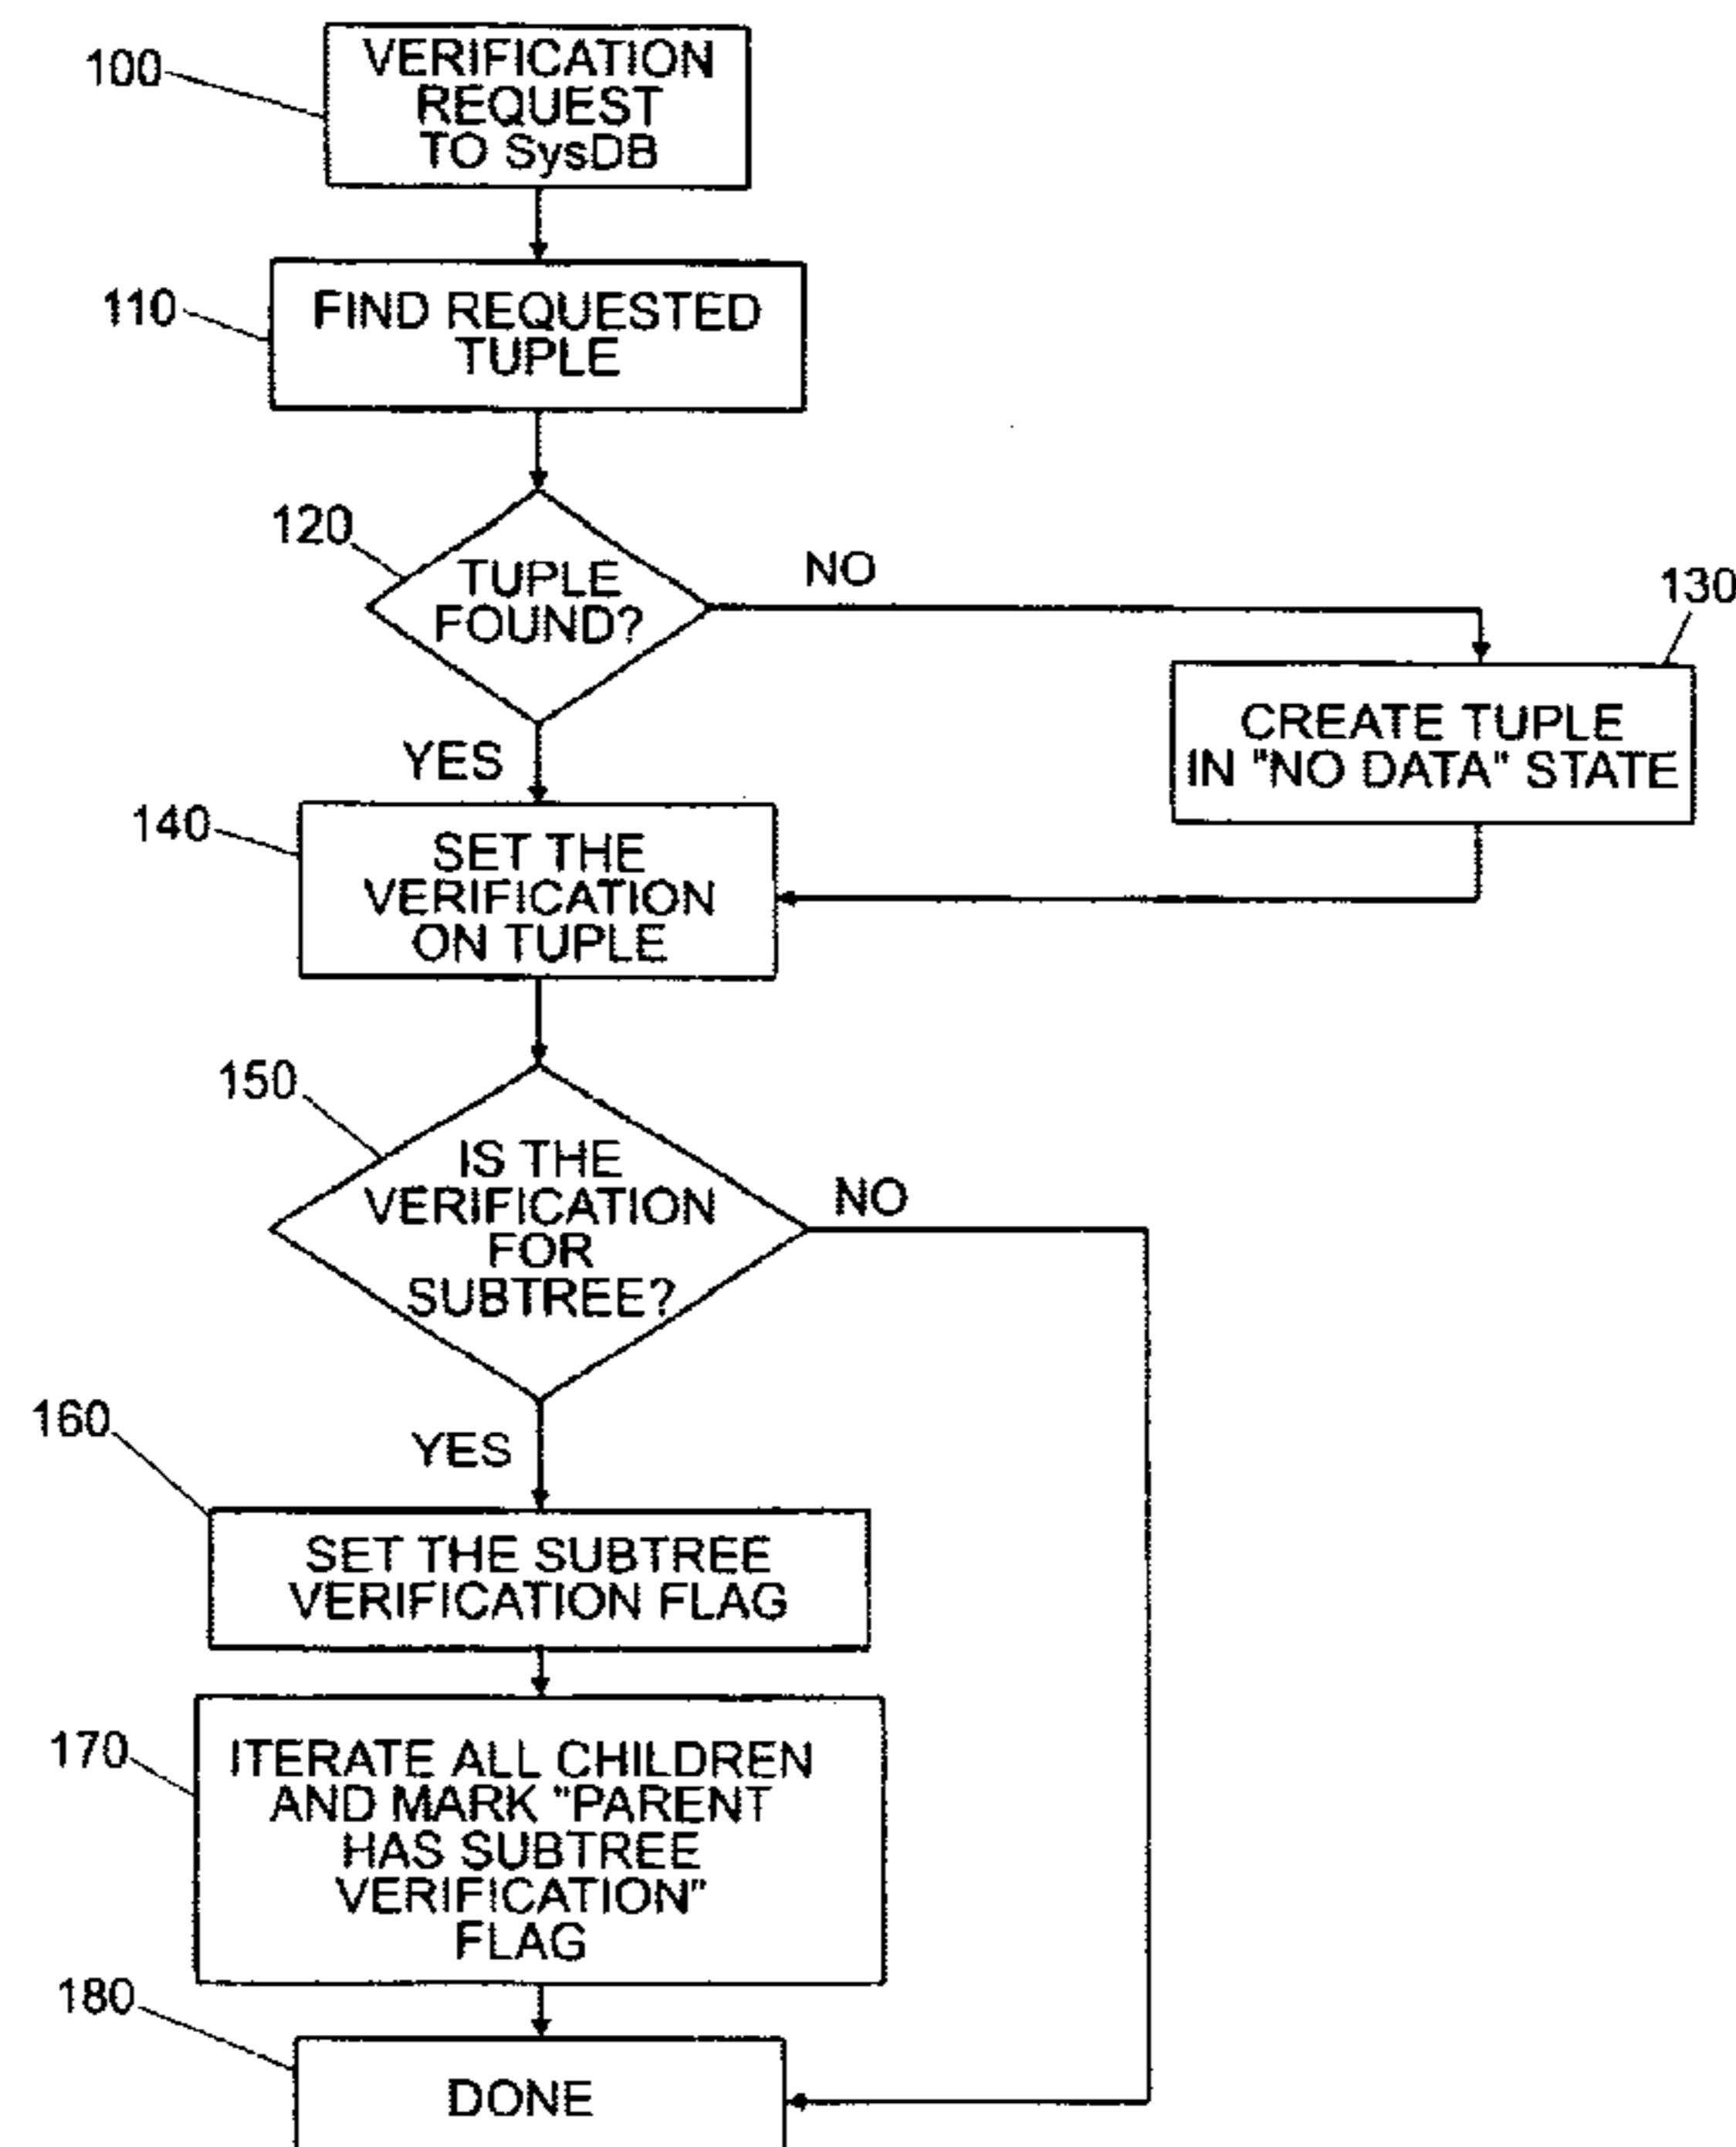 100
VERIFICATION
REQUEST
TO SysDB
110
FIND REQUESTED
TUPLE
120
TUPLE
FOUND?
NO
130
CREATE TUPLE
IN "NO DATA" STATE
YES
140
SET THE
VERIFICATION
ON TUPLE
150
IS THE
VERIFICATION
FOR
SUBTREE?
NO
YES
160
SET THE SUBTREE
VERIFICATION FLAG
170
ITERATE ALL CHILDREN
AND MARK "PARENT
HAS SUBTREE
VERIFICATION"
FLAG
180
DONE